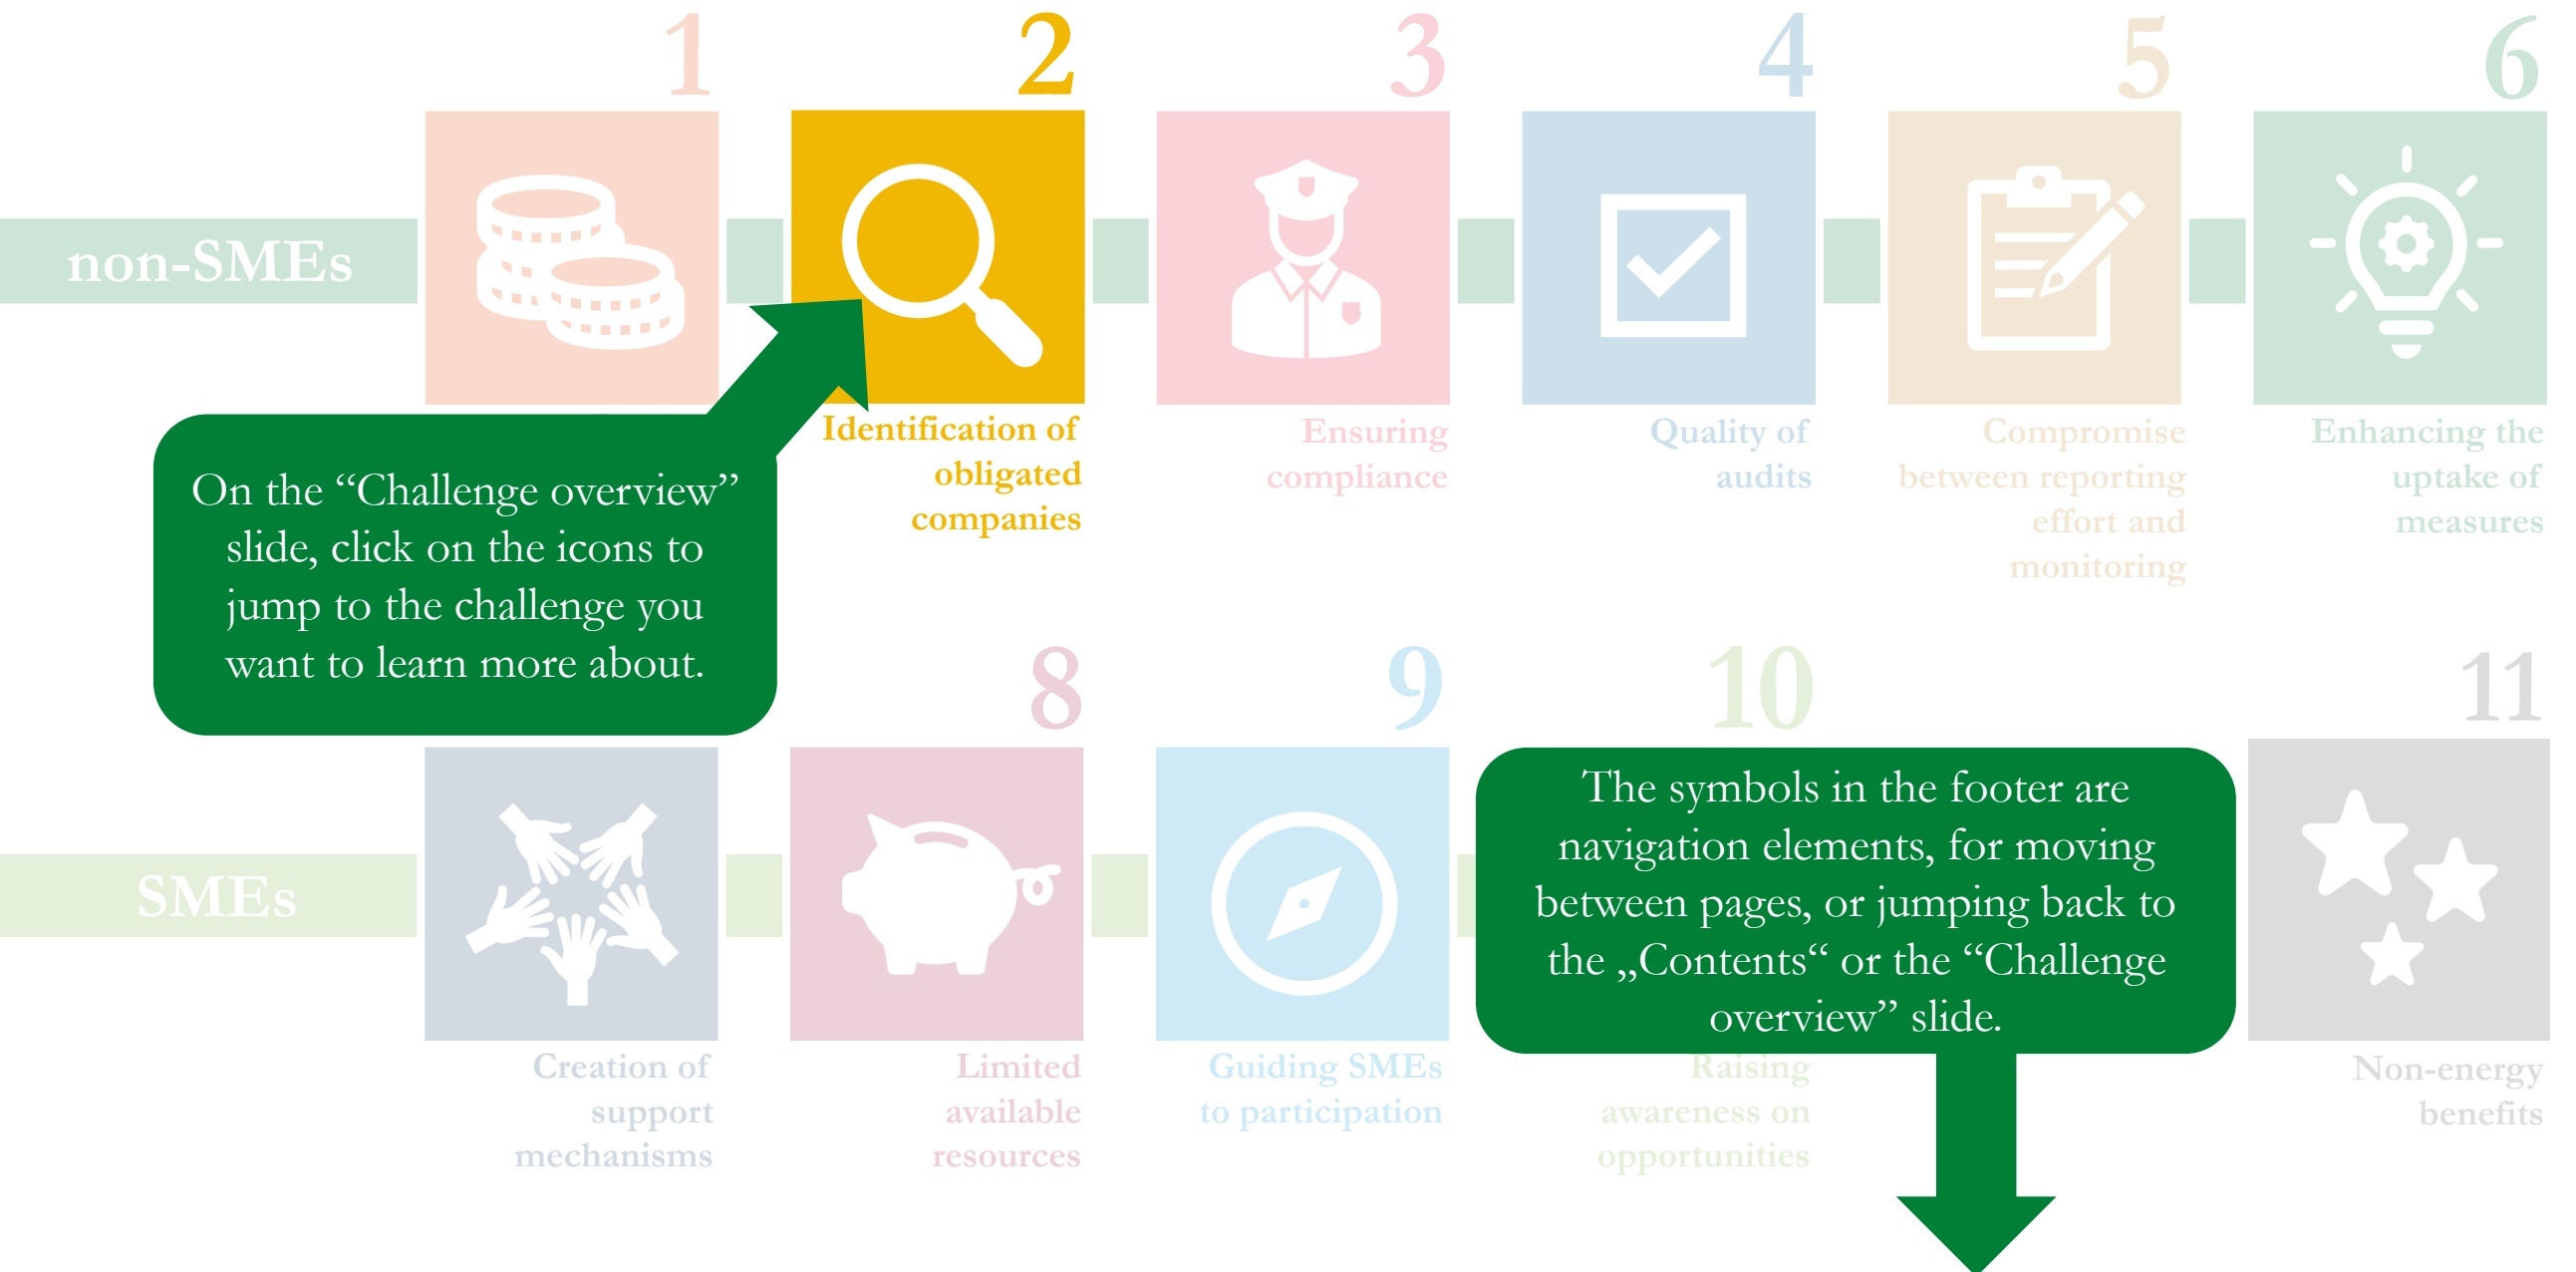 1
2
3
4
5
6
non-SMEs
Identification of
obligated
companies
Ensuring
compliance
Quality of
audits
Compromise
between reporting
effort and
monitoring
Enhancing the
uptake of
measures
On the “Challenge overview”
slide, click on the icons to
jump to the challenge you
want to learn more about.
8
9
10
11
SMEs
The symbols in the footer are
navigation elements, for moving
between pages, or jumping back to
the „Contents“ or the “Challenge
overview” slide.
Creation of
support
mechanisms
Limited
available
resources
Guiding SMEs
to participation
Raising
awareness on
opportunities
Non-energy
benefits